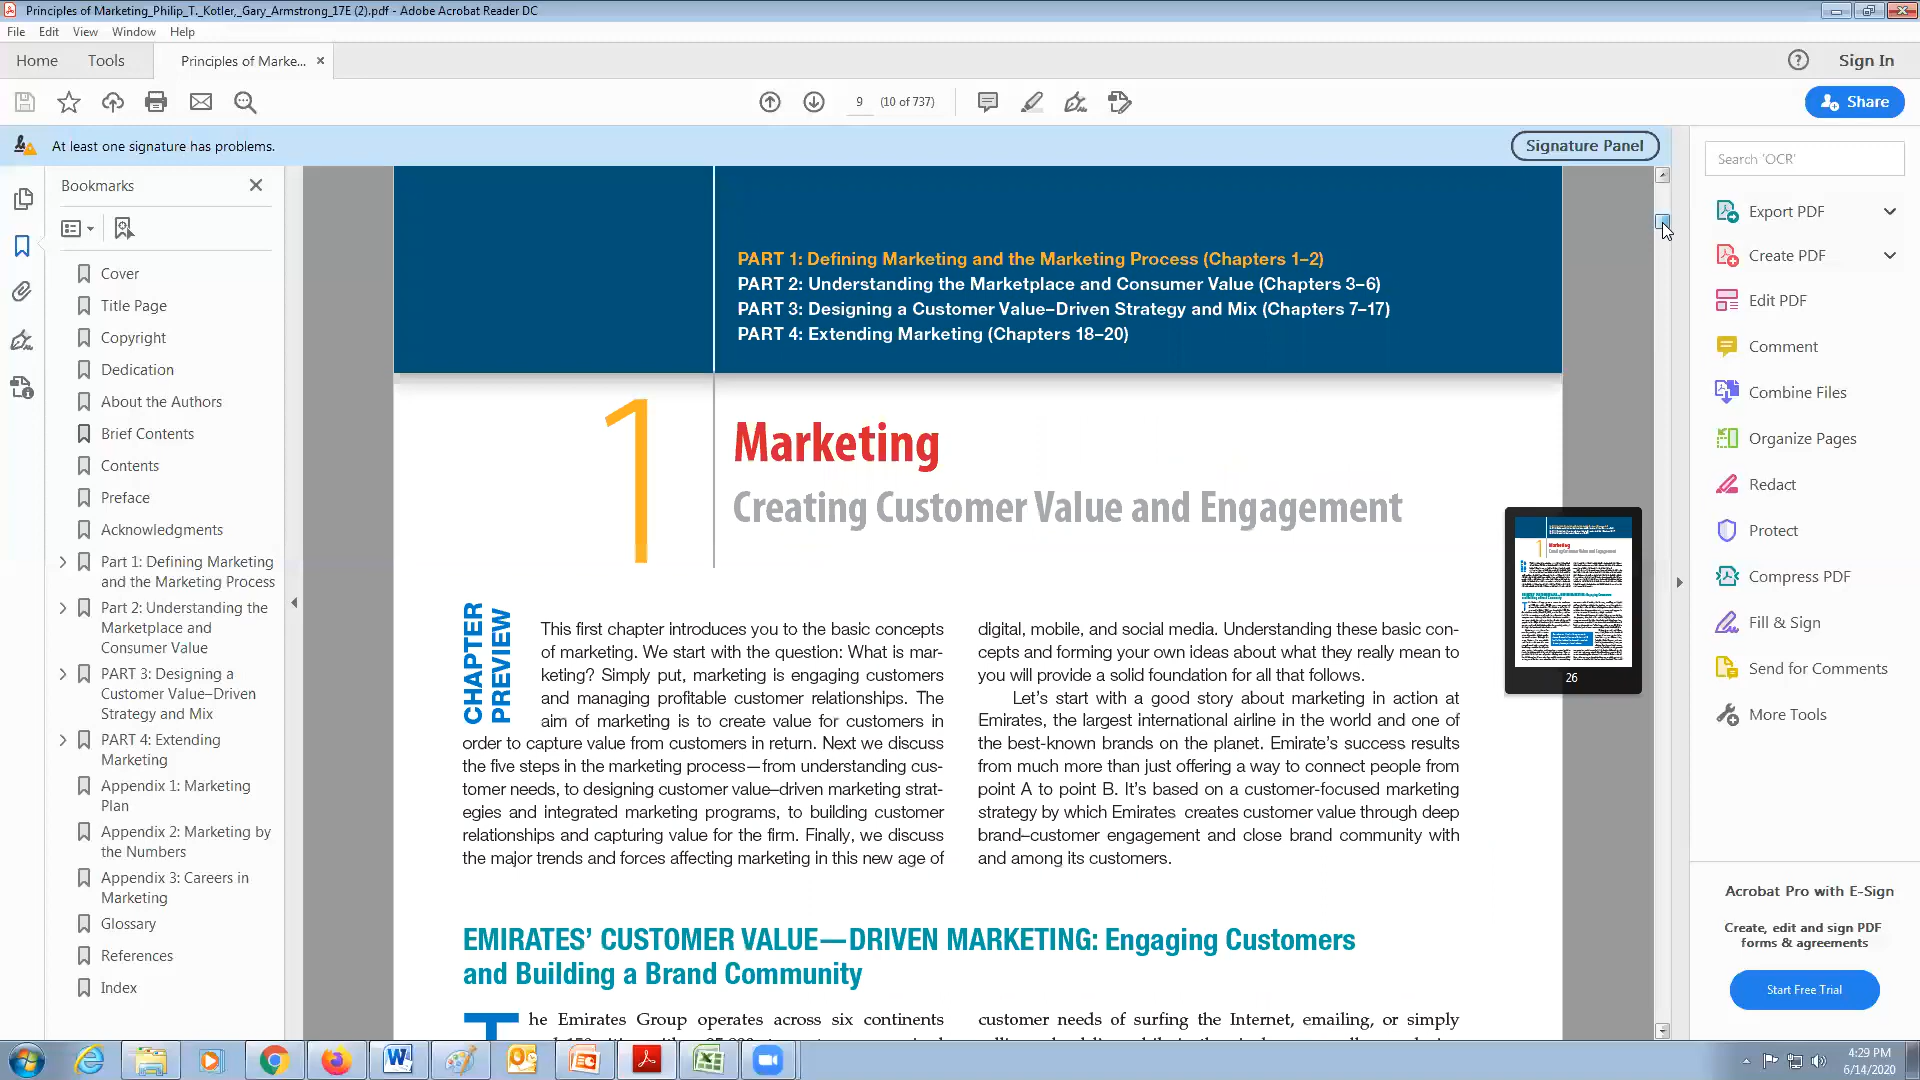 Principles of Marketing_Philip_T._Kotler,_Gary_Armstrong_17E (2).pdf - Adobe Acrobat Reader DC
File Edit View Window Help
Home Tools Principles of Marke... × Sign In
9 (10 of 737) Share
At least one signature has problems. Signature Panel
Bookmarks
Cover
Title Page
Copyright
Dedication
About the Authors
Brief Contents
Contents
Preface
Acknowledgments
Part 1: Defining Marketing
and the Marketing Process
Part 2: Understanding the
Marketplace and
Consumer Value
PART 3: Designing a
Customer Value–Driven
Strategy and Mix
PART 4: Extending
Marketing
Appendix 1: Marketing
Plan
Appendix 2: Marketing by
the Numbers
Appendix 3: Careers in
Marketing
Glossary
References
Index
PART 1: Defining Marketing and the Marketing Process (Chapters 1–2)
PART 2: Understanding the Marketplace and Consumer Value (Chapters 3–6)
PART 3: Designing a Customer Value–Driven Strategy and Mix (Chapters 7–17)
PART 4: Extending Marketing (Chapters 18–20)
1
Marketing
Creating Customer Value and Engagement
CHAPTER
PREVIEW
This first chapter introduces you to the basic concepts
of marketing. We start with the question: What is mar-
keting? Simply put, marketing is engaging customers
and managing profitable customer relationships. The
aim of marketing is to create value for customers in
order to capture value from customers in return. Next we discuss
the five steps in the marketing process—from understanding cus-
tomer needs, to designing customer value–driven marketing strat-
egies and integrated marketing programs, to building customer
relationships and capturing value for the firm. Finally, we discuss
the major trends and forces affecting marketing in this new age of
digital, mobile, and social media. Understanding these basic con-
cepts and forming your own ideas about what they really mean to
you will provide a solid foundation for all that follows.
Let's start with a good story about marketing in action at
Emirates, the largest international airline in the world and one of
the best-known brands on the planet. Emirate's success results
from much more than just offering a way to connect people from
point A to point B. It's based on a customer-focused marketing
strategy by which Emirates creates customer value through deep
brand–customer engagement and close brand community with
and among its customers.
EMIRATES' CUSTOMER VALUE—DRIVEN MARKETING: Engaging Customers
and Building a Brand Community
The Emirates Group operates across six continents
customer needs of surfing the Internet, emailing, or simply
Marketing
26
Search 'OCR'
Export PDF
Create PDF
Edit PDF
Comment
Combine Files
Organize Pages
Redact
Protect
Compress PDF
Fill & Sign
Send for Comments
More Tools
Acrobat Pro with E-Sign
Create, edit and sign PDF
forms & agreements
Start Free Trial
4:29 PM
6/14/2020